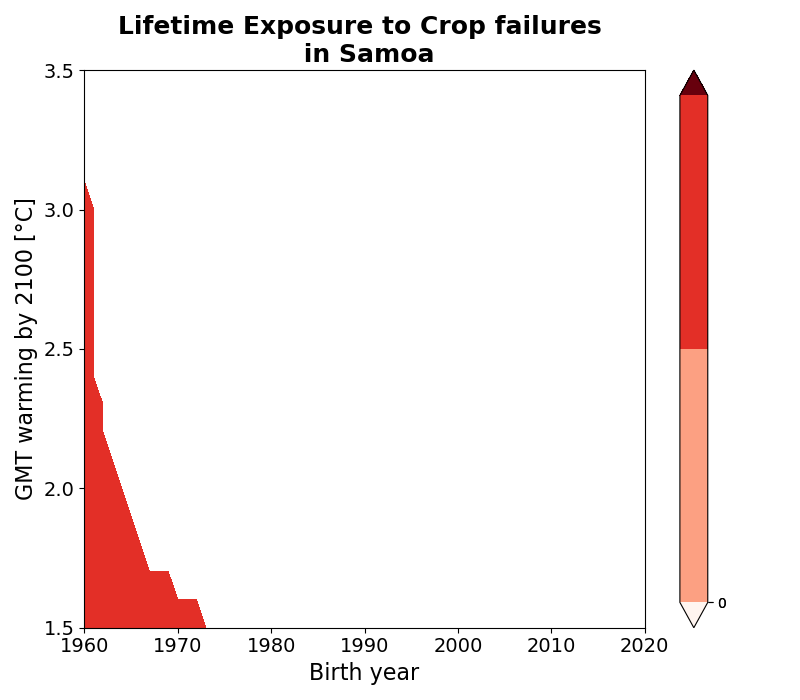 Lifetime Exposure to Crop failures
in Samoa
3.5
3.0
2.5
2.0
1.5
GMT warming by 2100 [°C]
1960 1970 1980 1990 2000 2010 2020
Birth year
0